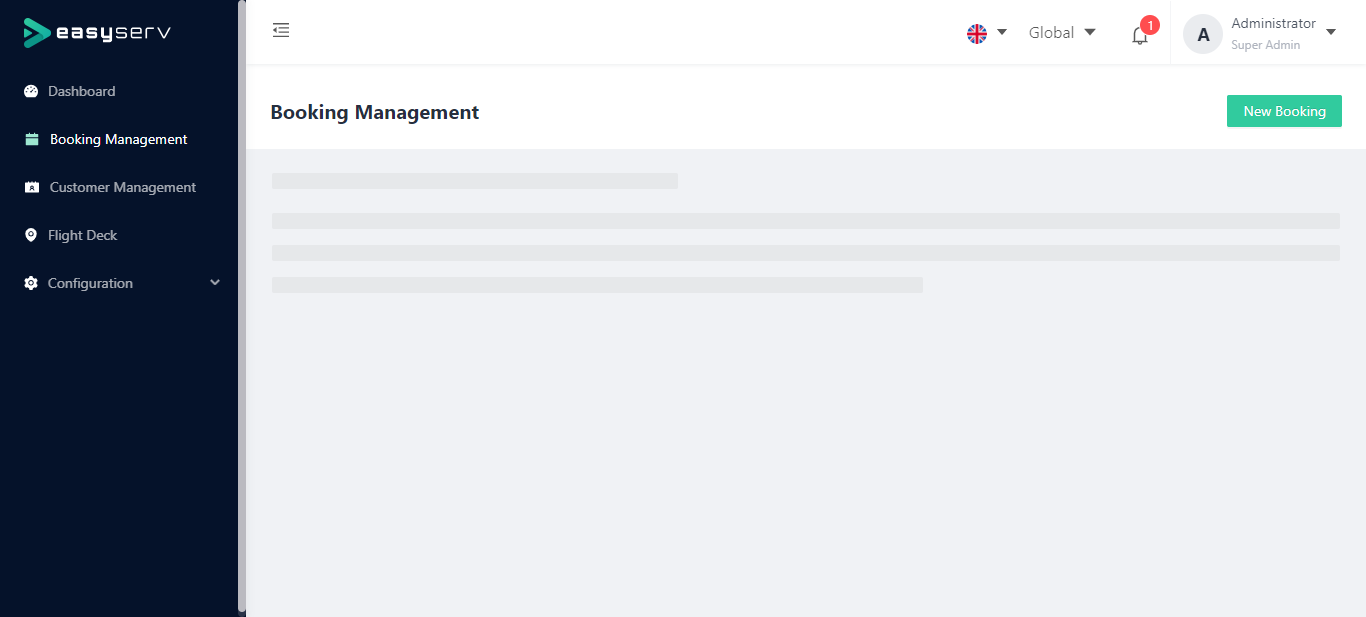 easyserv
Dashboard
Booking Management
Customer Management
Flight Deck
Configuration
Global
1
A
Administrator
Super Admin
Booking Management
New Booking